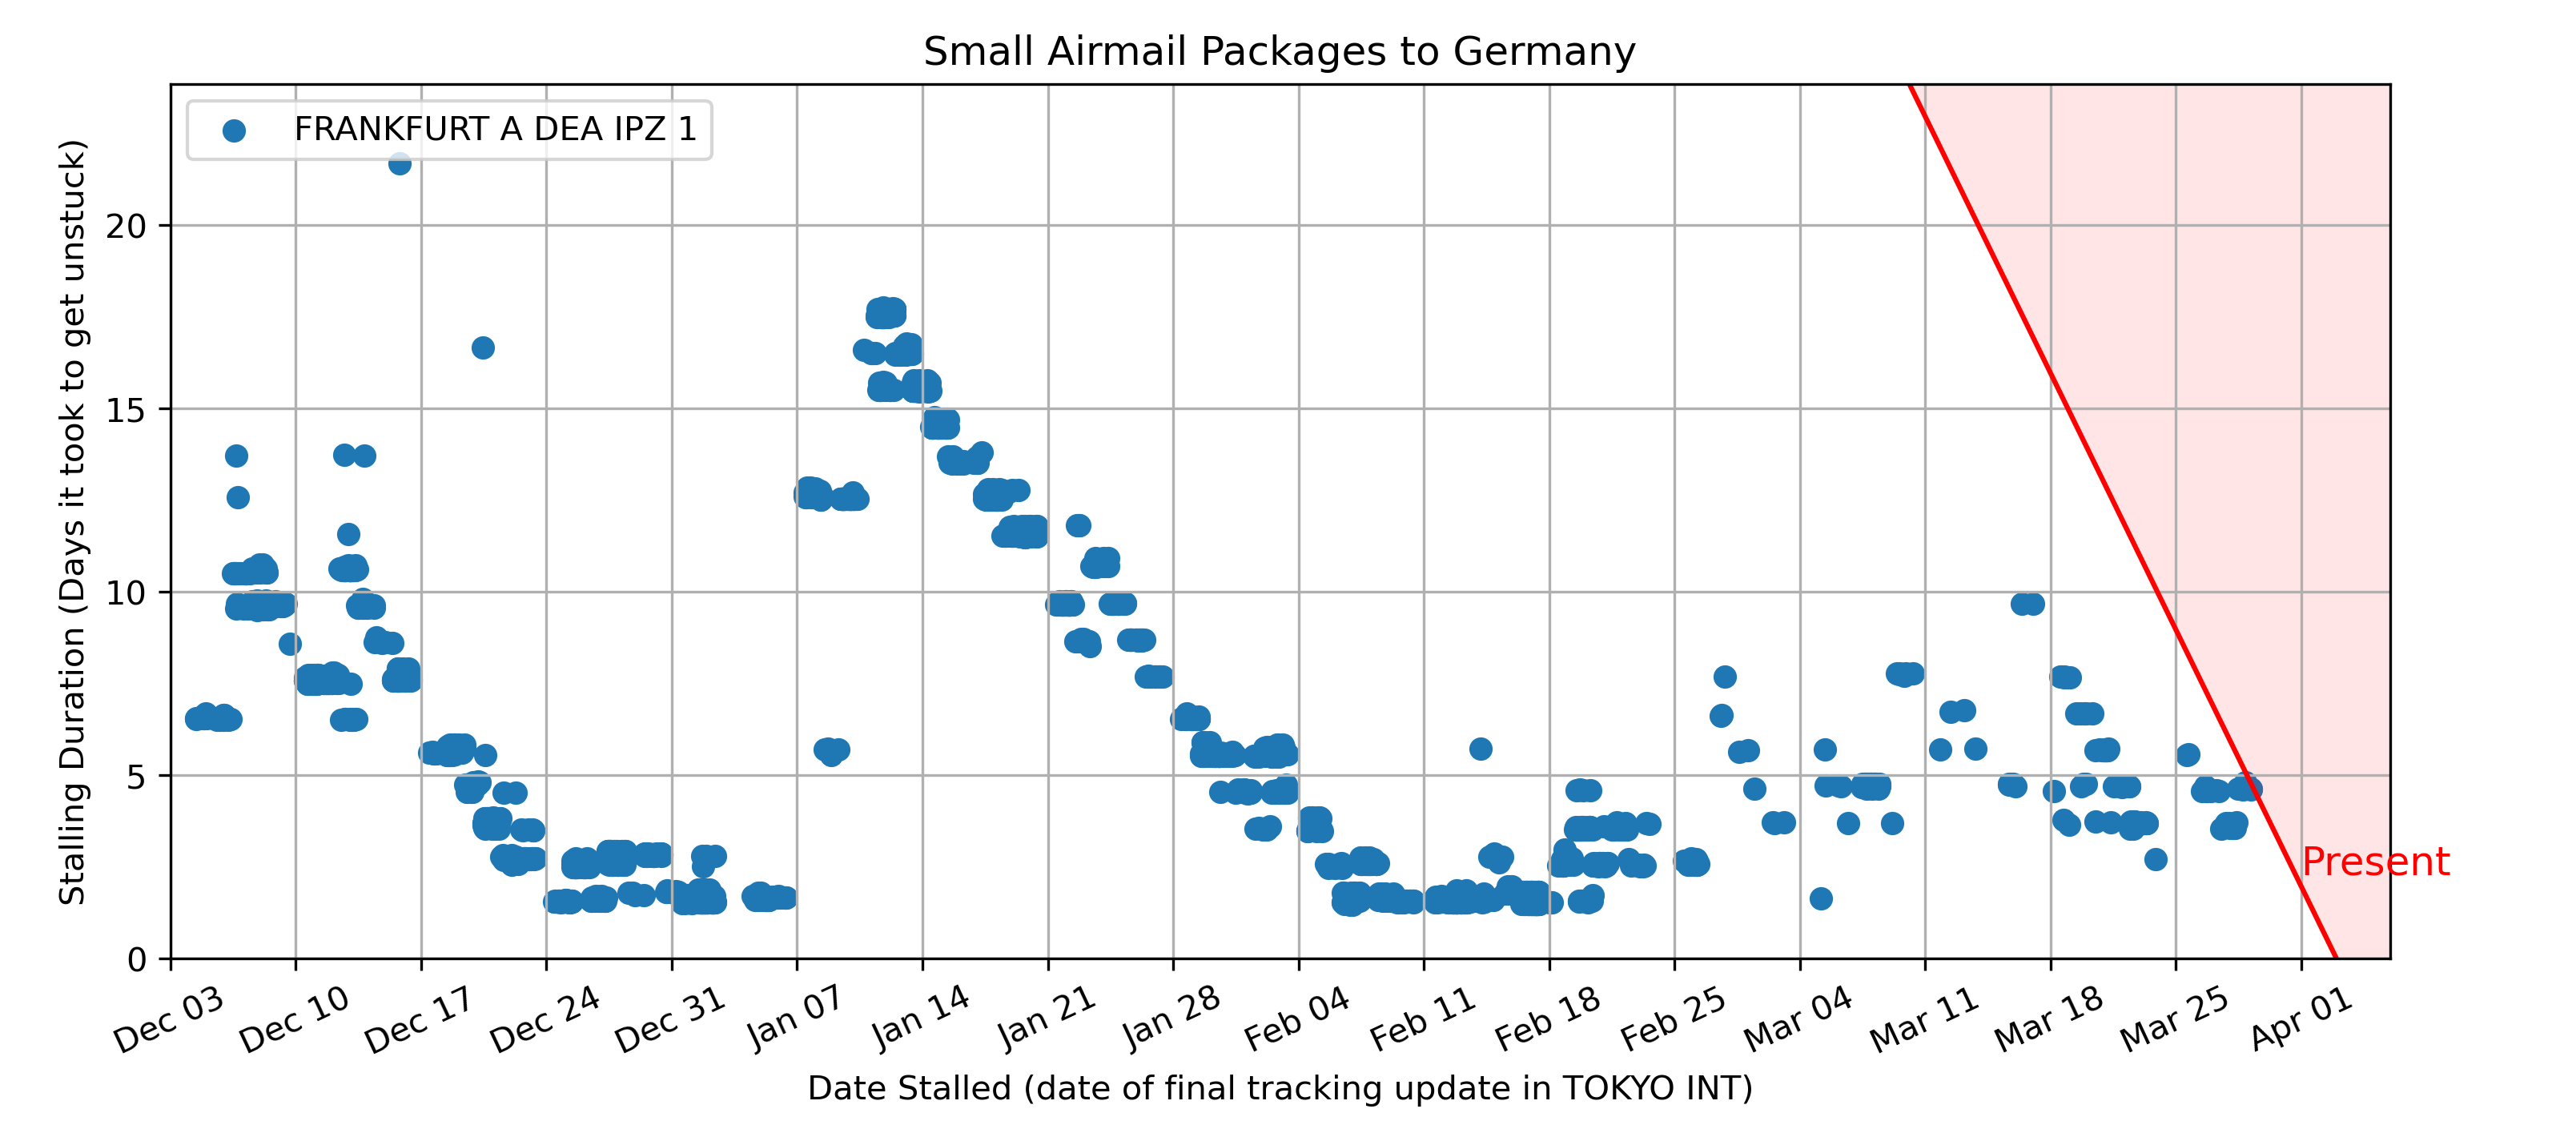 Small Airmail Packages to Germany
FRANKFURT A DEA IPZ 1
Stalling Duration (Days it took to get unstuck)
20
15
10
5
0
Present
Dec 03
Dec 10
Dec 17
Dec 24
Dec 31
Jan 07
Jan 14
Jan 21
Jan 28
Feb 04
Feb 11
Feb 18
Feb 25
Mar 04
Mar 11
Mar 18
Mar 25
Apr 01
Date Stalled (date of final tracking update in TOKYO INT)